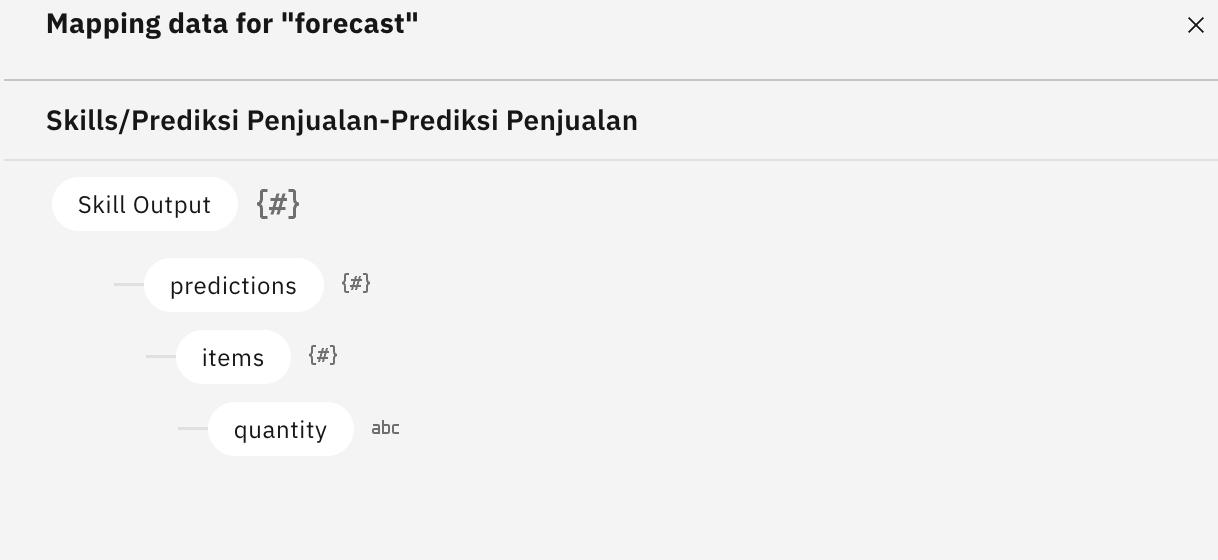 Mapping data for "forecast"
Skills/Prediksi Penjualan-Prediksi Penjualan
Skill Output {#}
predictions {#}
items {#}
quantity abc